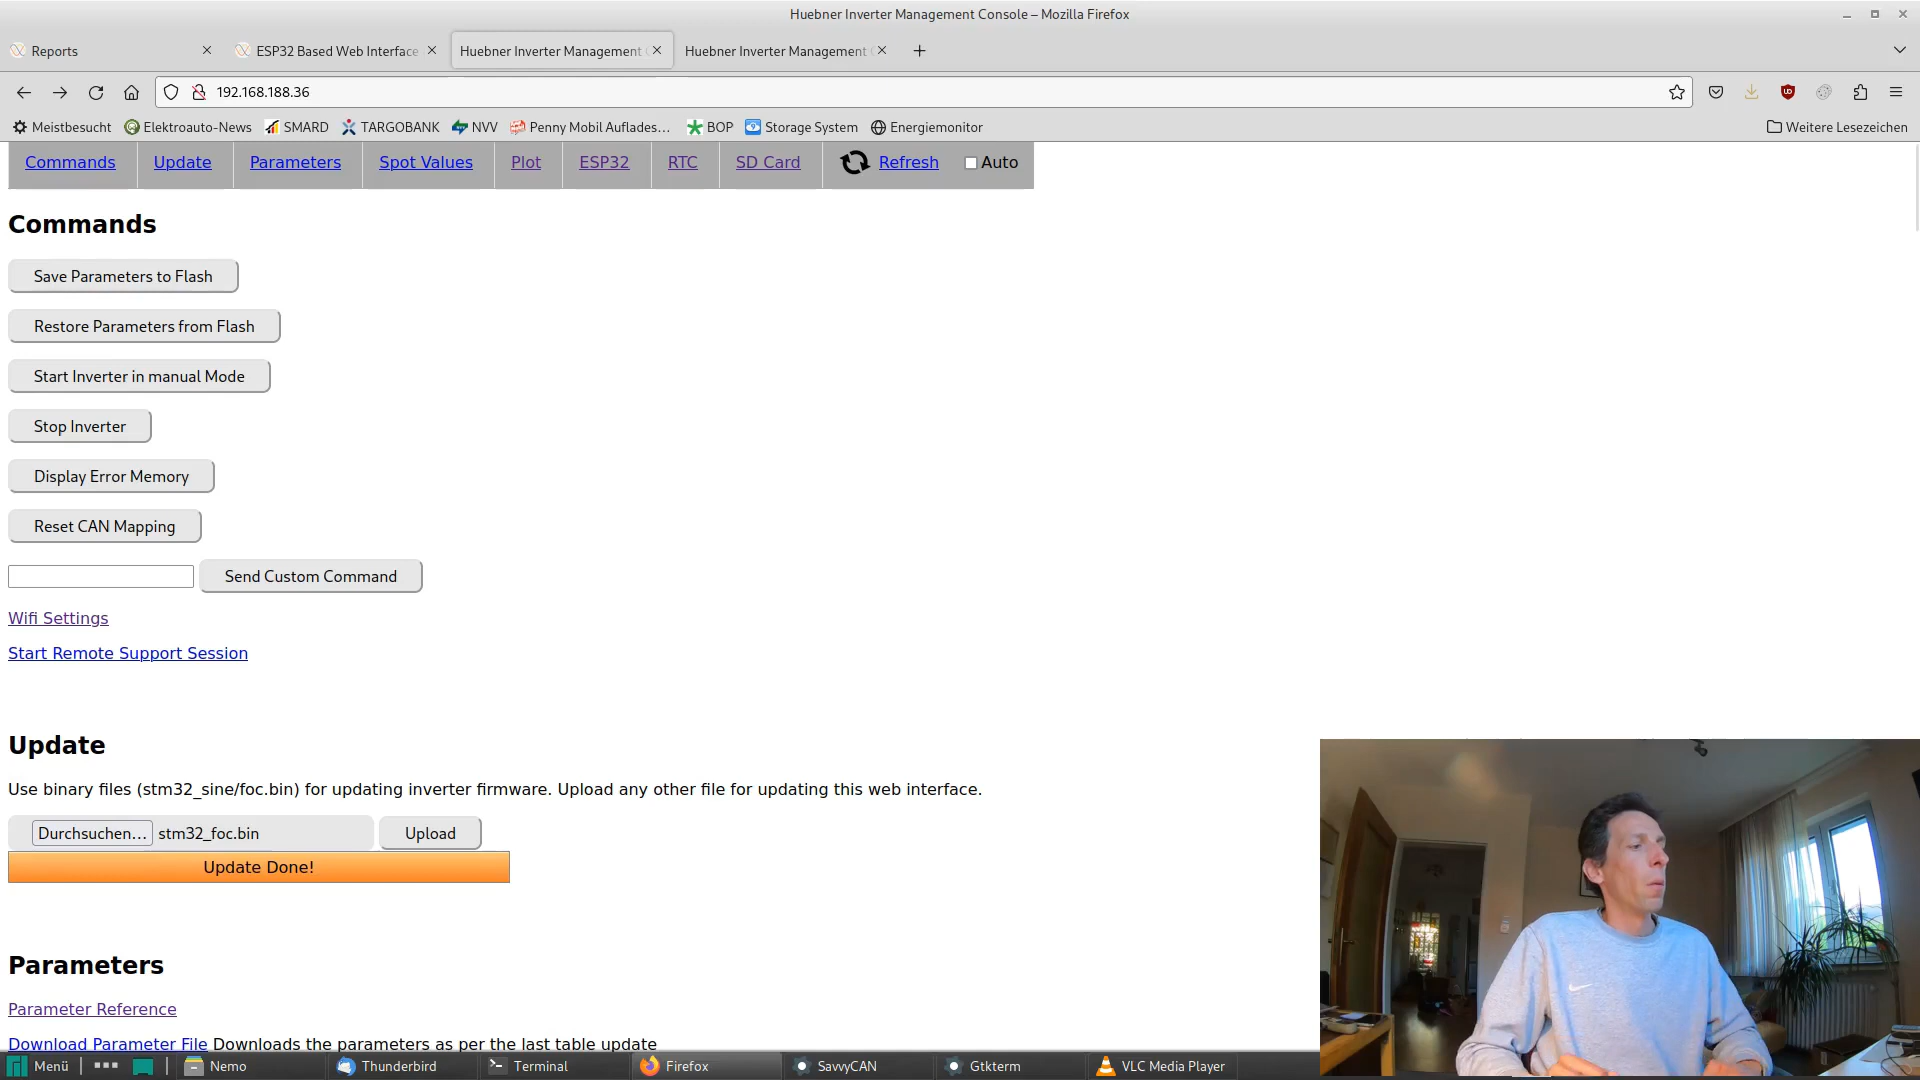 Huebner Inverter Management Console – Mozilla Firefox
Reports
ESP32 Based Web Interface
Huebner Inverter Management
Huebner Inverter Management
192.168.188.36
Meistbesucht
Elektroauto-News
SMARD
TARGOBANK
NVV
Penny Mobil Auflades…
BOP
Storage System
Energiemonitor
Weitere Lesezeichen
Commands
Update
Parameters
Spot Values
Plot
ESP32
RTC
SD Card
Refresh
Auto
Commands
Save Parameters to Flash
Restore Parameters from Flash
Start Inverter in manual Mode
Stop Inverter
Display Error Memory
Reset CAN Mapping
Send Custom Command
Wifi Settings
Start Remote Support Session
Update
Use binary files (stm32_sine/foc.bin) for updating inverter firmware. Upload any other file for updating this web interface.
Durchsuchen… stm32_foc.bin Upload
Update Done!
Parameters
Parameter Reference
Download Parameter File Downloads the parameters as per the last table update
Menü
Nemo
Thunderbird
Terminal
Firefox
SavvyCAN
Gtkterm
VLC Media Player